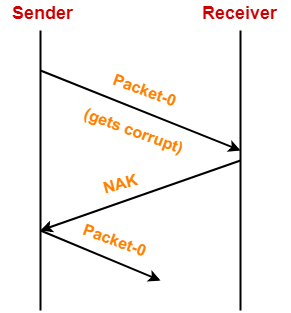 Sender
Receiver
Packet-0
(gets corrupt)
NAK
Packet-0